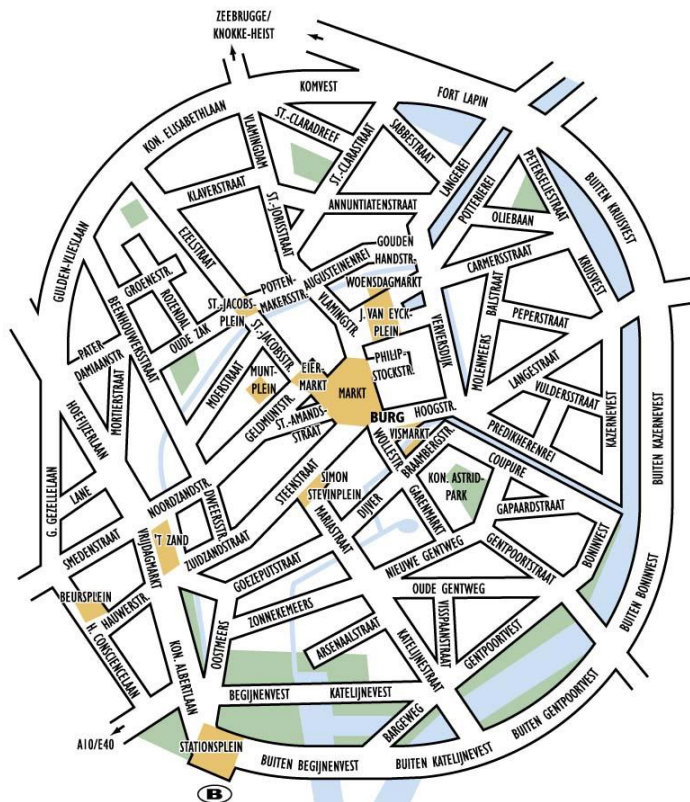 ZEEBRUGGE/
KNOKKE-HEIST
KOMVEST
FORT LAPIN
KON. ELISABETHLAAN
VLAMINGDAM
ST.-CLARADREEF
ST.-CLARASTRAAT
SABBESTRAAT
LANGEREI
POTTERIEREI
PETERSELIESTRAAT
BUITEN KRUISVEST
KLAVERSTRAAT
ST.-JORISSTRAAT
ANNUNTIATENSTRAAT
OLIEBAAN
GULDEN-VLIESLAAN
EZELSTRAAT
GOUDEN
HANDSTR.
CARMERSSTRAAT
KRUISVEST
GROENESTR.
ROZENDAL
BEENHOUWERSSTRAAT
OUDE ZAK
ST.-JACOBS-
PLEIN
POTTEN-
MAKERSSTR.
AUGUSTEINENREI
VLAMINGSTR.
WOENSDAGMARKT
J. VAN EYCK-
PLEIN
BALSTRAAT
PEPERSTRAAT
PATER
DAMIAANSTR.
MOERSTRAAT
ST.-JACOBSSTR.
MUNT-
PLEIN
EIER-
MARKT
MARKT
PHILIP-
STOCKSTR.
VERVERSDIJK
MOLENMEERS
LANGESTRAAT
VULDERSSTRAAT
KAZERNEVEST
BUITEN KAZERNEVEST
HOEFIJZERLAAN
MORTIERSTRAAT
GELDMUNTSTR.
ST.-AMANDS-
STRAAT
BURG
HOOGSTR.
PREDIKHERENREI
G. GEZELLELAAN
LANE
NOORDZANDSTR.
DWEERSSTR.
STEENSTRAAT
SIMON
STEVINPLEIN
WOLLESTR.
VISMARKT
BRAAMBERGSTR.
COUPURE
KON. ASTRID-
PARK
SMEDENSTRAAT
VRIJDAGMARKT
'T ZAND
ZUIDZANDSTRAAT
MARIASTRAAT
DIJVER
GARENMARKT
GAPAARDSTRAAT
BEURSPLEIN
HAUWERSTR.
GOEZEPUTSTRAAT
NIEUWE GENTWEG
GENTPOORTSTRAAT
BONINVEST
BUITEN BONINVEST
H. CONSCIENCELAAN
KON. ALBERTLAAN
OOSTMEERS
ZONNEKEMEERS
ARSENAALSTRAAT
OUDE GENTWEG
VISSPANSTRAAT
KATELIJNESTRAAT
GENTPOORTVEST
BEGIJNENVEST
KATELIJNEVEST
BARGEWEG
BUITEN GENTPOORTVEST
A10/E40
STATIONSPLEIN
BUITEN BEGIJNENVEST
BUITEN KATELIJNEVEST
B